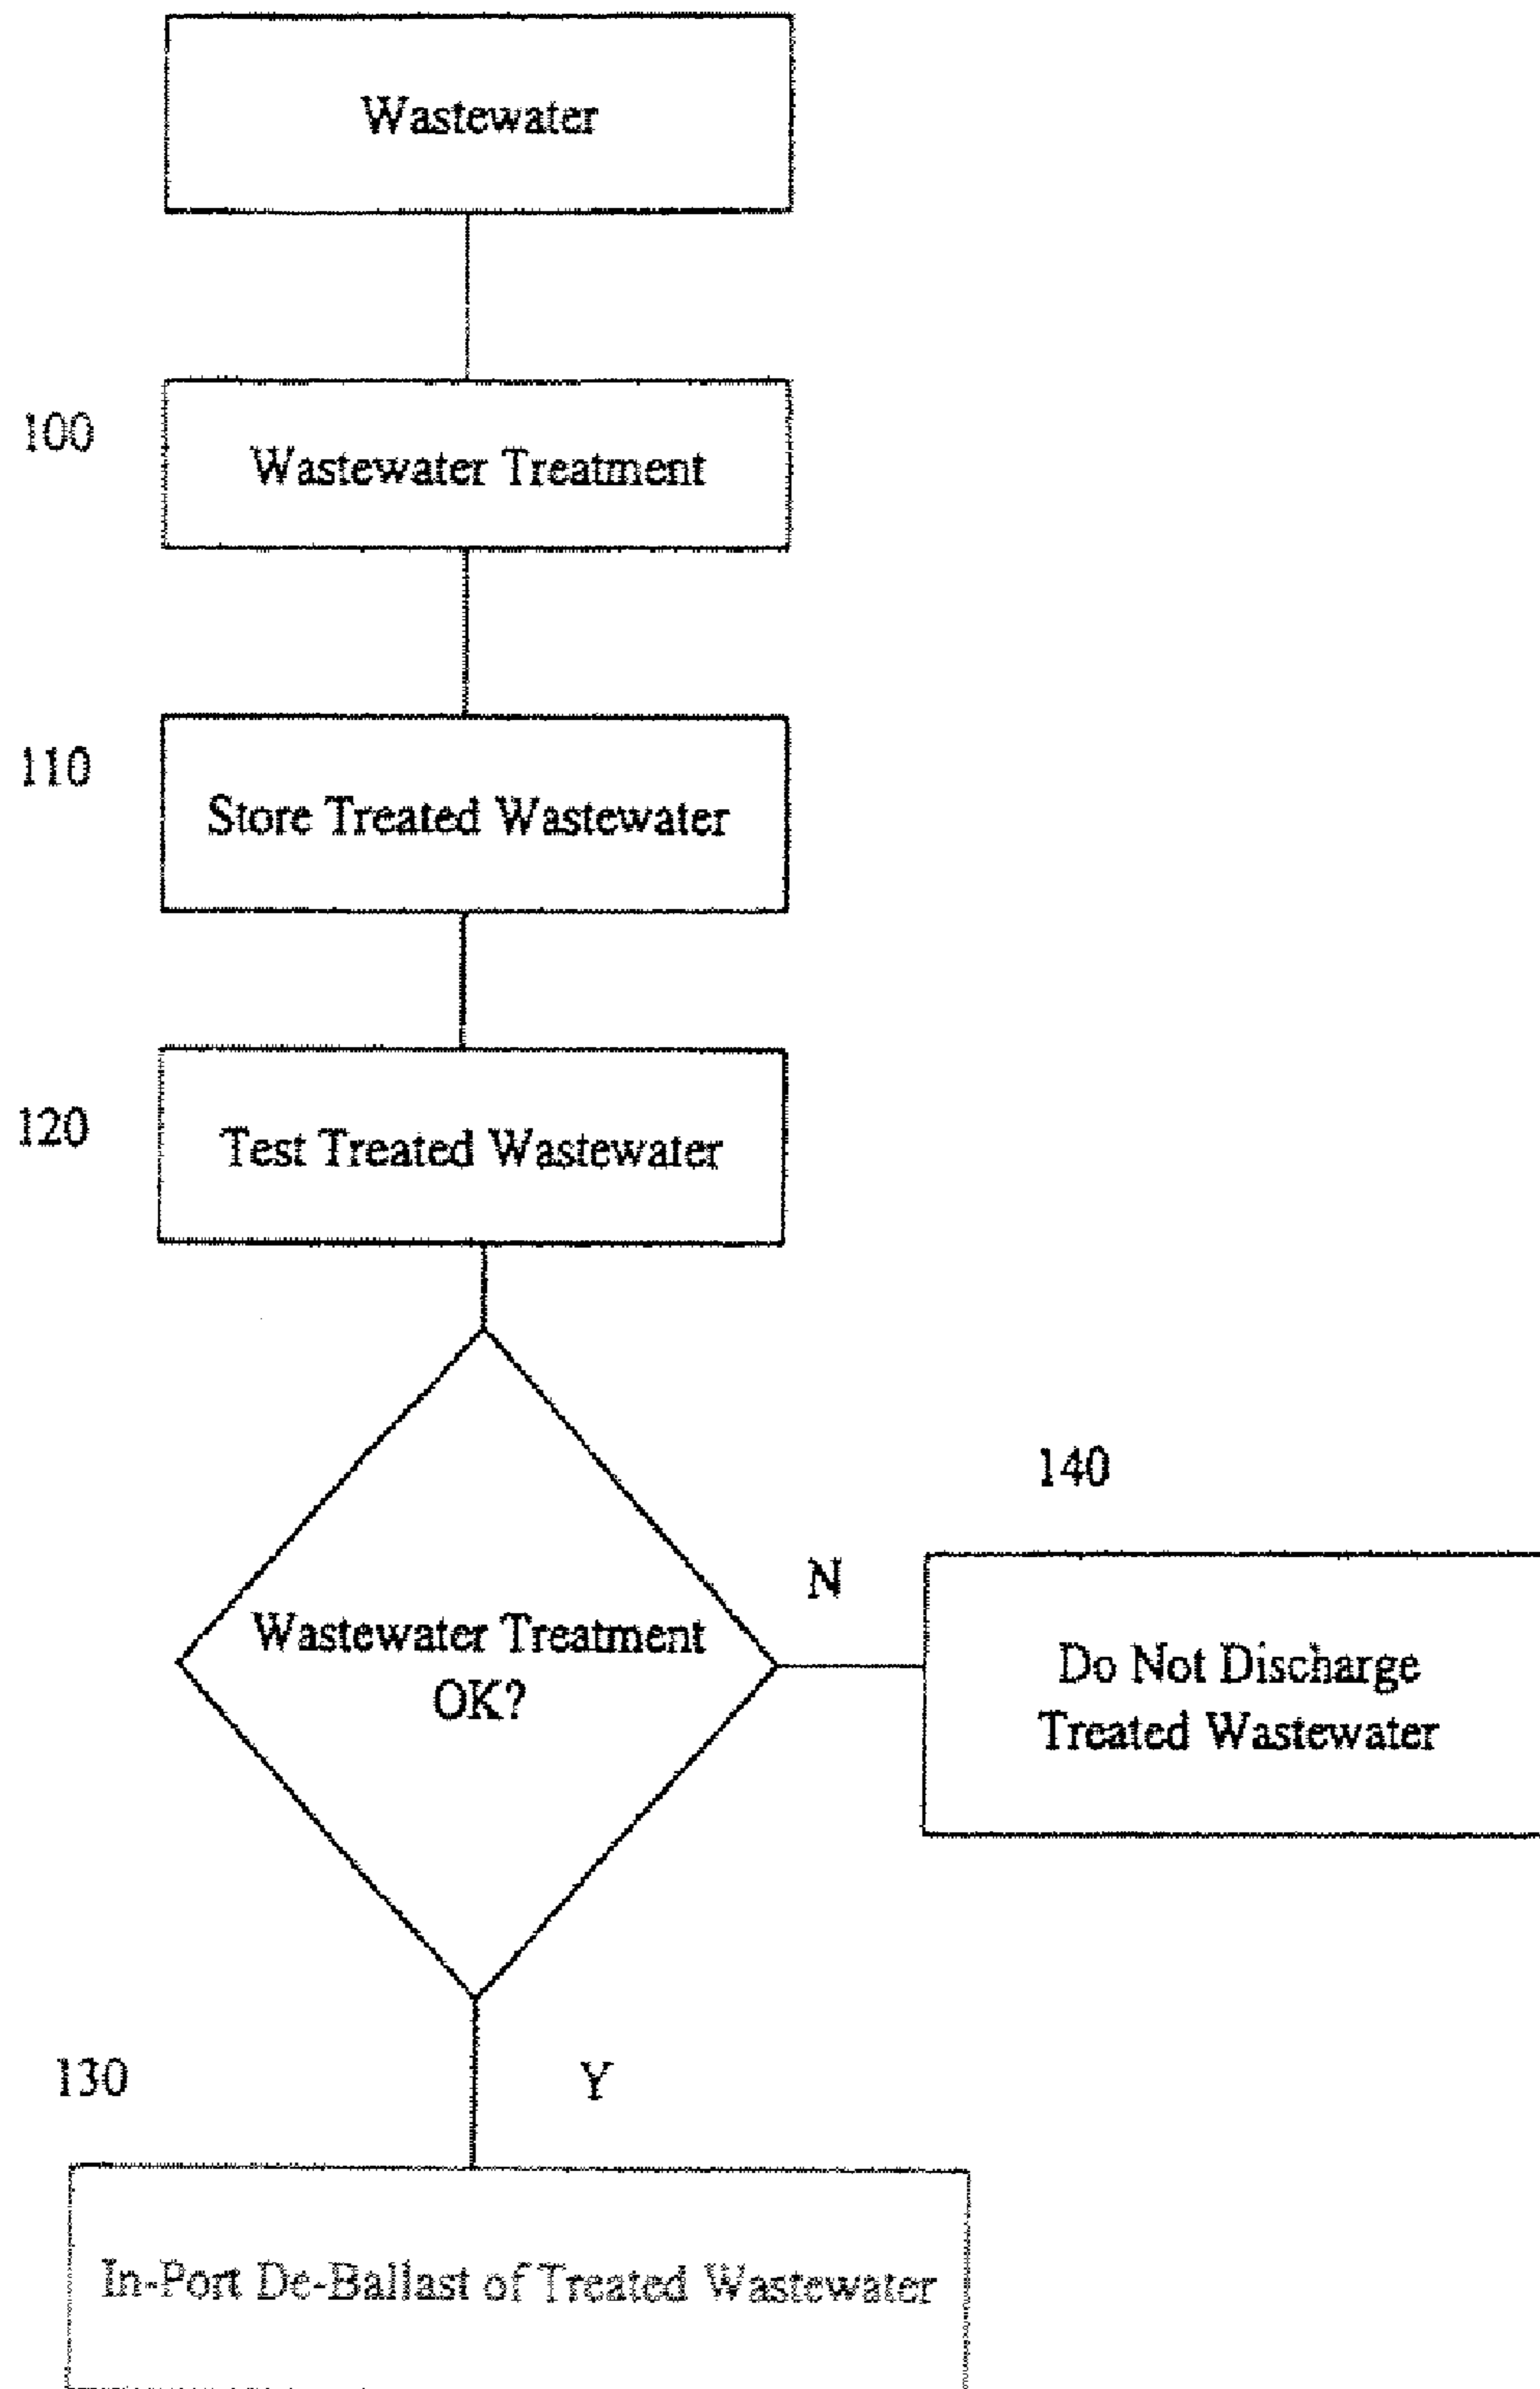 Wastewater
100
Wastewater Treatment
110
Store Treated Wastewater
120
Test Treated Wastewater
140
N
Wastewater Treatment
OK?
Do Not Discharge
Treated Wastewater
130
Y
In-Port De-Ballast of Treated Wastewater